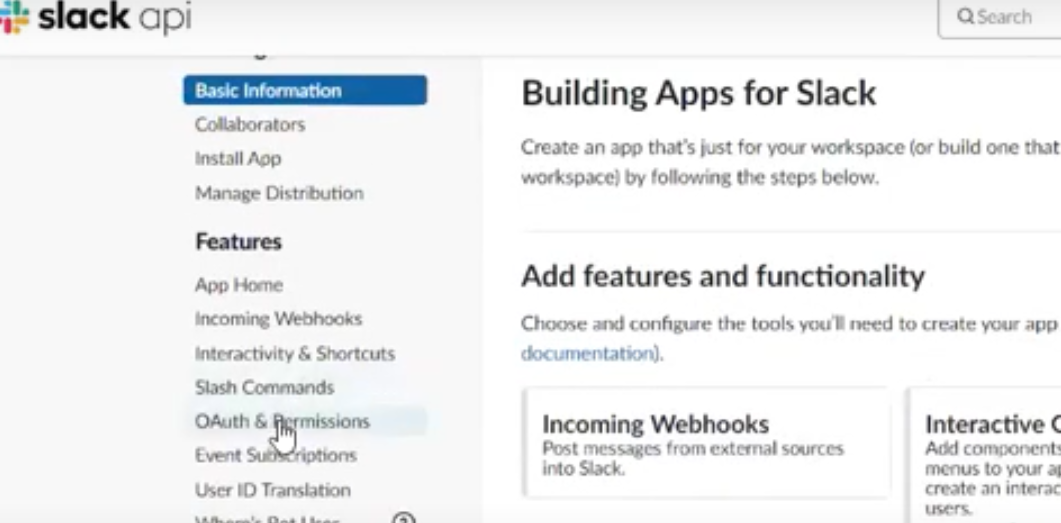 slack api
Search
Basic Information
Collaborators
Install App
Manage Distribution
Features
App Home
Incoming Webhooks
Interactivity & Shortcuts
Slash Commands
OAuth & Permissions
Event Subscriptions
User ID Translation
Where's Bot User
Building Apps for Slack
Create an app that's just for your workspace (or build one that
workspace) by following the steps below.
Add features and functionality
Choose and configure the tools you'll need to create your app
documentation).
Incoming Webhooks
Post messages from external sources
into Slack.
Interactive C
Add components
menus to your ap
create an interac
users.